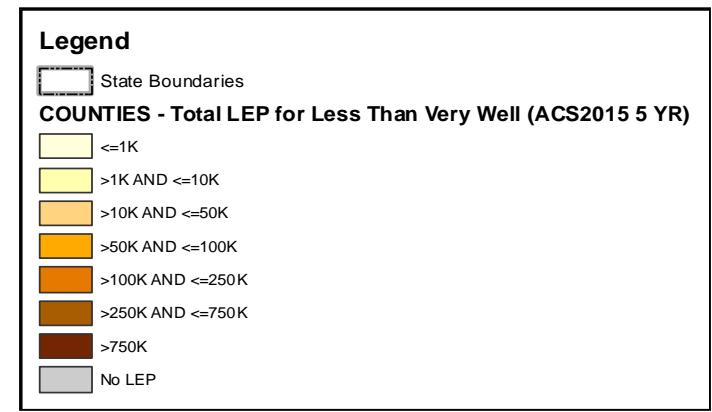 Legend
State Boundaries
COUNTIES - Total LEP for Less Than Very Well (ACS2015 5 YR)
<=1K
>1K AND <=10K
>10K AND <=50K
>50K AND <=100K
>100K AND <=250K
>250K AND <=750K
>750K
No LEP